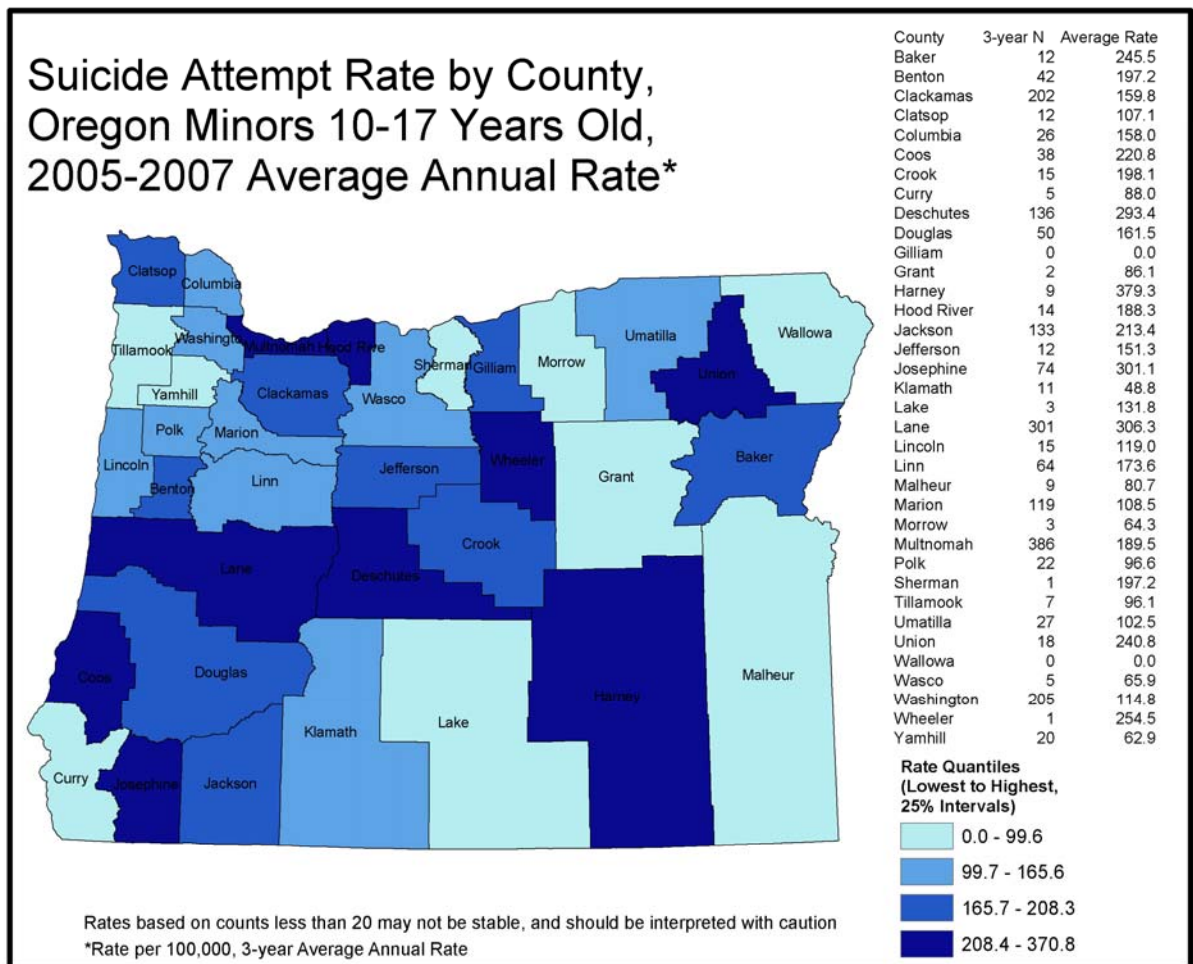 Suicide Attempt Rate by County,
Oregon Minors 10-17 Years Old,
2005-2007 Average Annual Rate*
County 3-year N Average Rate
Baker 12 245.5
Benton 42 197.2
Clackamas 202 159.8
Clatsop 12 107.1
Columbia 26 158.0
Coos 38 220.8
Crook 15 198.1
Curry 5 88.0
Deschutes 136 293.4
Douglas 50 161.5
Gilliam 0 0.0
Grant 2 86.1
Harney 9 379.3
Hood River 14 188.3
Jackson 133 213.4
Jefferson 12 151.3
Josephine 74 301.1
Klamath 11 48.8
Lake 3 131.8
Lane 301 306.3
Lincoln 15 119.0
Linn 64 173.6
Malheur 9 80.7
Marion 119 108.5
Morrow 3 64.3
Multnomah 386 189.5
Polk 22 96.6
Sherman 1 197.2
Tillamook 7 96.1
Umatilla 27 102.5
Union 18 240.8
Wallowa 0 0.0
Wasco 5 65.9
Washington 205 114.8
Wheeler 1 254.5
Yamhill 20 62.9
Clatsop
Columbia
Tillamook
Washingto
Multnomah
Hood Rive
Yamhill
Clackamas
Wasco
Sherman
Gilliam
Morrow
Umatilla
Union
Wallowa
Polk
Marion
Lincoln
Benton
Linn
Jefferson
Wheeler
Grant
Baker
Lane
Deschutes
Crook
Coos
Douglas
Klamath
Lake
Harney
Malheur
Curry
Josephine
Jackson
Rate Quantiles
(Lowest to Highest,
25% Intervals)
0.0 - 99.6
99.7 - 165.6
165.7 - 208.3
208.4 - 370.8
Rates based on counts less than 20 may not be stable, and should be interpreted with caution
*Rate per 100,000, 3-year Average Annual Rate